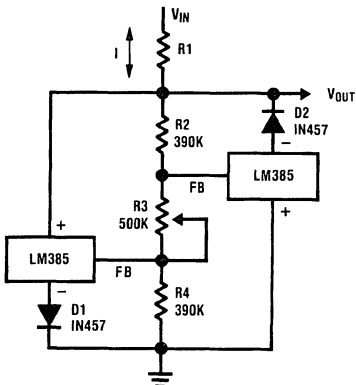 VIN
I
R1
VOUT
D2
IN457
R2
390K
−
FB
LM385
R3
500K
+
+
LM385
FB
−
D1
IN457
R4
390K